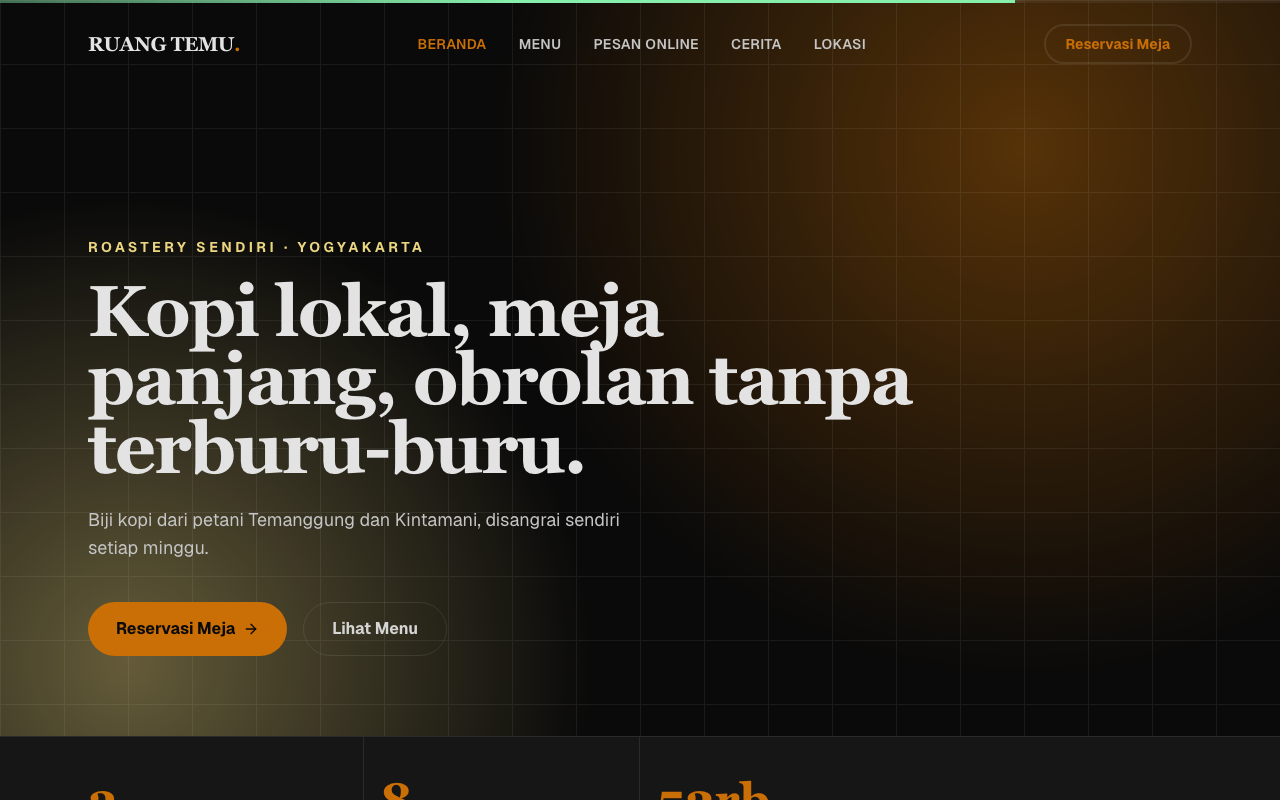 RUANG TEMU.
BERANDA MENU PESAN ONLINE CERITA LOKASI
Reservasi Meja
ROASTERY SENDIRI · YOGYAKARTA
Kopi lokal, meja
panjang, obrolan tanpa
terburu-buru.
Biji kopi dari petani Temanggung dan Kintamani, disangrai sendiri
setiap minggu.
Reservasi Meja →
Lihat Menu